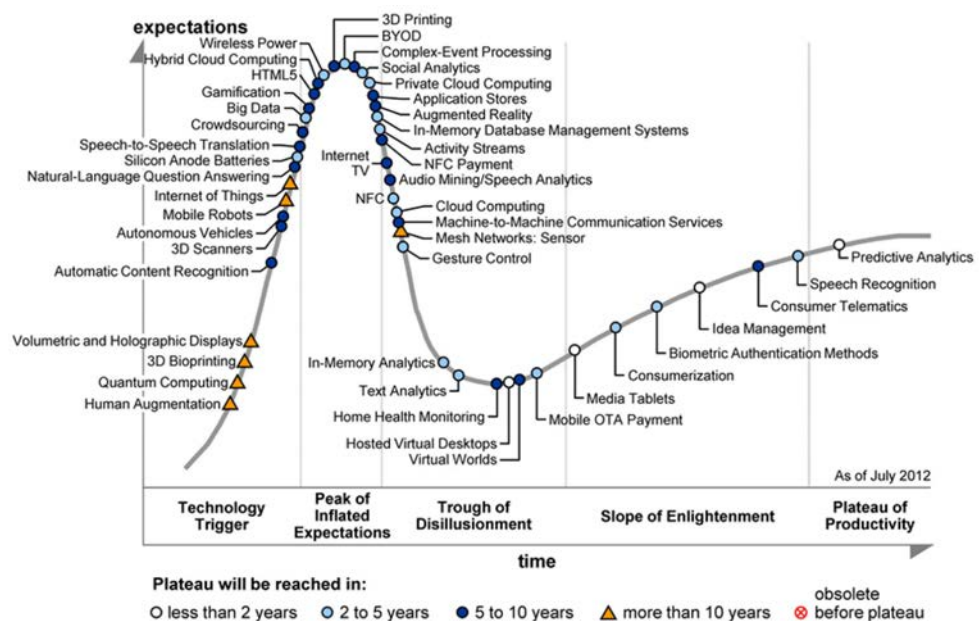 expectations
3D Printing
BYOD
Wireless Power
Complex-Event Processing
Hybrid Cloud Computing
Social Analytics
HTML5
Private Cloud Computing
Gamification
Application Stores
Big Data
Augmented Reality
Crowdsourcing
In-Memory Database Management Systems
Speech-to-Speech Translation
Activity Streams
Silicon Anode Batteries
NFC Payment
Internet
TV
Natural-Language Question Answering
Audio Mining/Speech Analytics
Internet of Things
NFC
Cloud Computing
Mobile Robots
Machine-to-Machine Communication Services
Autonomous Vehicles
Mesh Networks: Sensor
3D Scanners
Gesture Control
Automatic Content Recognition
Predictive Analytics
Speech Recognition
Consumer Telematics
Idea Management
Volumetric and Holographic Displays
Biometric Authentication Methods
3D Bioprinting
In-Memory Analytics
Consumerization
Quantum Computing
Text Analytics
Media Tablets
Human Augmentation
Home Health Monitoring
Mobile OTA Payment
Hosted Virtual Desktops
Virtual Worlds
As of July 2012
Technology
Trigger
Peak of
Inflated
Expectations
Trough of
Disillusionment
Slope of Enlightenment
Plateau of
Productivity
time
Plateau will be reached in:
less than 2 years
2 to 5 years
5 to 10 years
more than 10 years
obsolete
before plateau